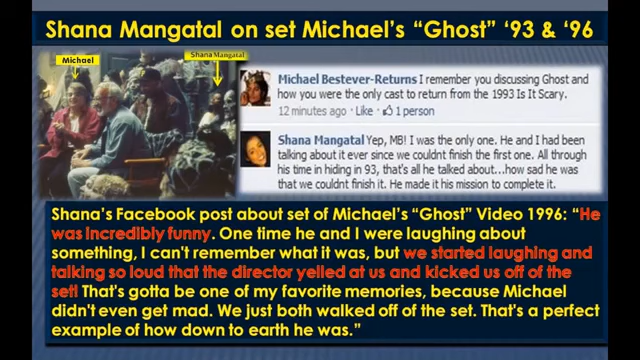 Shana Mangatal on set Michael's "Ghost" '93 & '96
Michael
Shana Mangatal
Michael Bestever-Returns I remember you discussing Ghost and
how you were the only cast to return from the 1993 Is It Scary.
12 minutes ago · Like · 1 person
Shana Mangatal Yep, MB! I was the only one. He and I had been
talking about it ever since we couldnt finish the first one. All through
his time in hiding in 93, that's all he talked about...how sad he was
that we couldnt finish it. He made it his mission to complete it.
Shana's Facebook post about set of Michael's "Ghost" Video 1996: "He
was incredibly funny. One time he and I were laughing about
something, I can't remember what it was, but we started laughing and
talking so loud that the director yelled at us and kicked us off of the
set! That's gotta be one of my favorite memories, because Michael
didn't even get mad. We just both walked off of the set. That's a perfect
example of how down to earth he was."